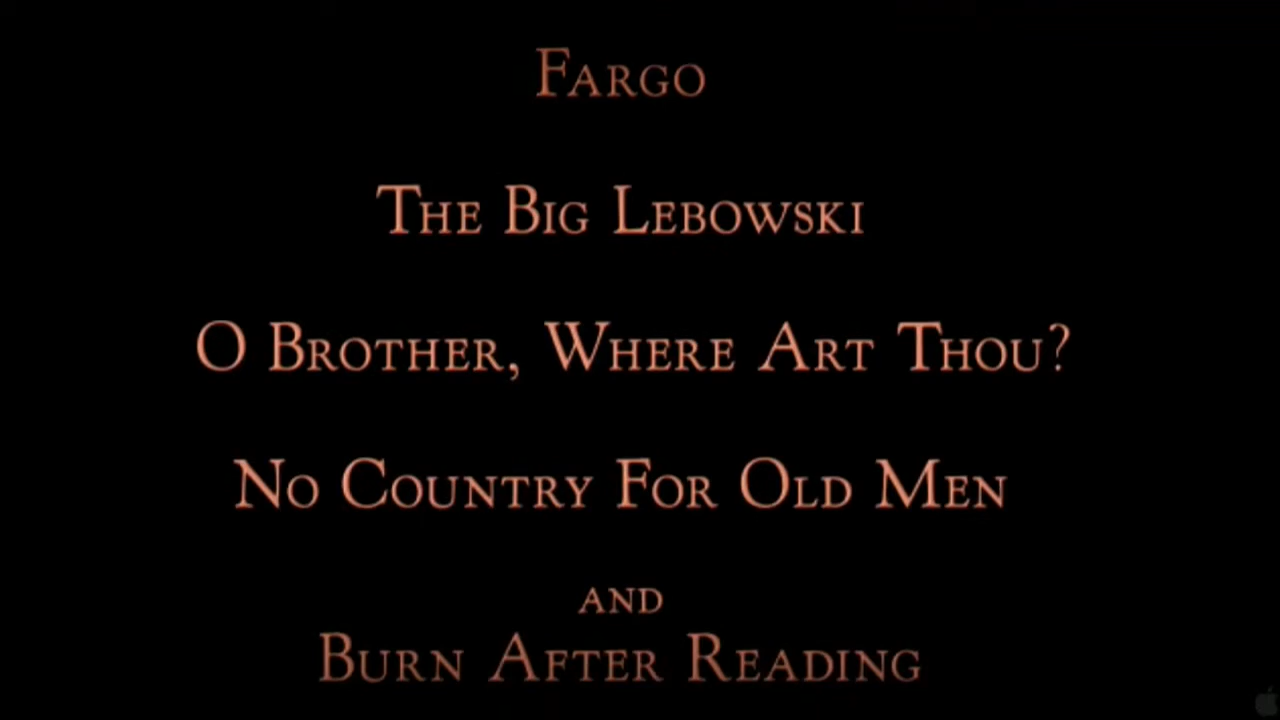 Fargo
The Big Lebowski
O Brother, Where Art Thou?
No Country For Old Men
and
Burn After Reading